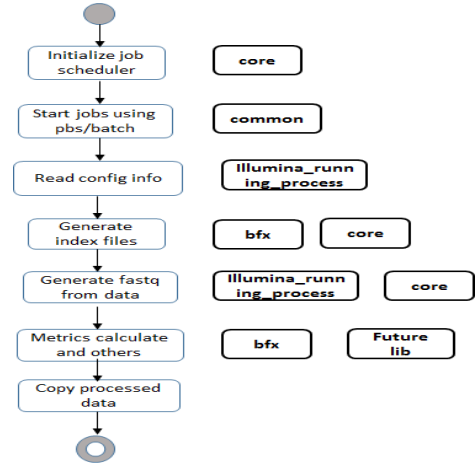 Initialize job
scheduler
core
Start jobs using
pbs/batch
common
Read config info
Illumina_runn
ing_process
Generate
index files
bfx
core
Generate fastq
from data
Illumina_runn
ing_process
core
Metrics calculate
and others
bfx
Future
lib
Copy processed
data